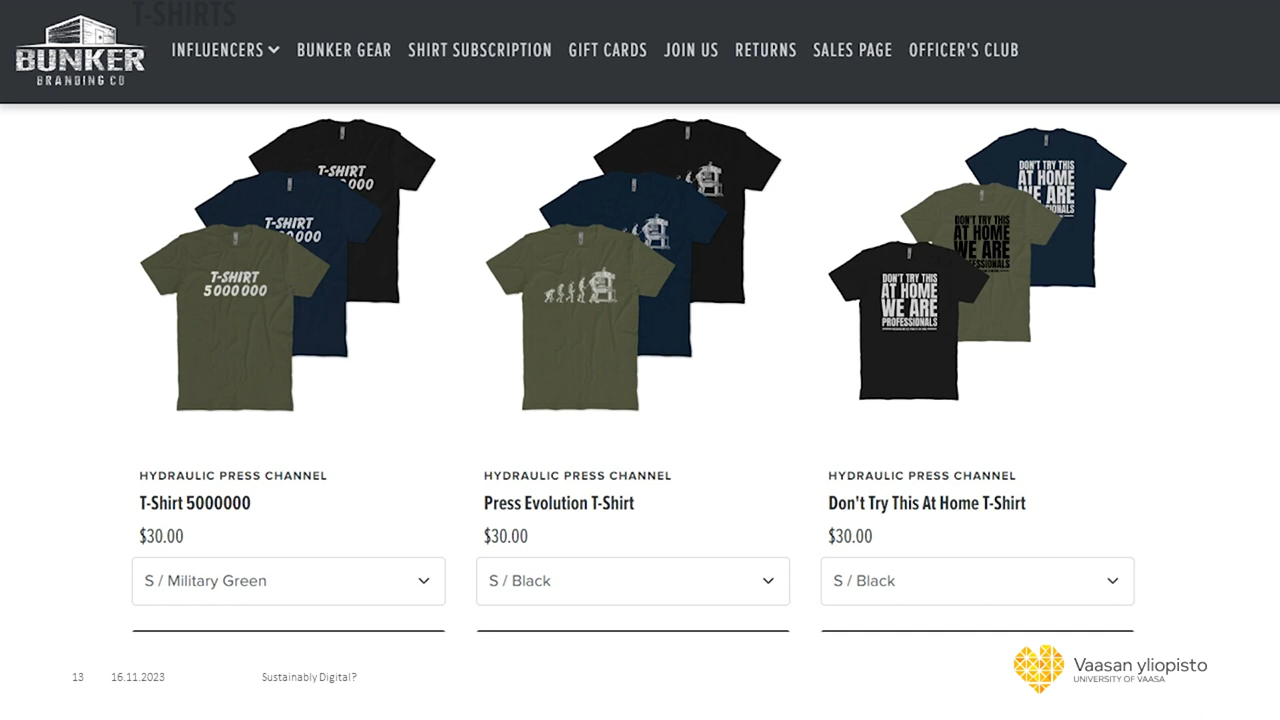 T-SHIRTS
BUNKER
BRANDING CO
INFLUENCERS BUNKER GEAR SHIRT SUBSCRIPTION GIFT CARDS JOIN US RETURNS SALES PAGE OFFICER'S CLUB
T-SHIRT
T-SHIRT
T-SHIRT
5000000
DON'T TRY THIS
AT HOME
WE ARE
DON'T TRY THIS
AT HOME
WE ARE
DON'T TRY THIS
AT HOME
WE ARE
PROFESSIONALS
HYDRAULIC PRESS CHANNEL
T-Shirt 5000000
$30.00
S / Military Green
HYDRAULIC PRESS CHANNEL
Press Evolution T-Shirt
$30.00
S / Black
HYDRAULIC PRESS CHANNEL
Don't Try This At Home T-Shirt
$30.00
S / Black
13 16.11.2023 Sustainably Digital?
Vaasan yliopisto
UNIVERSITY OF VAASA